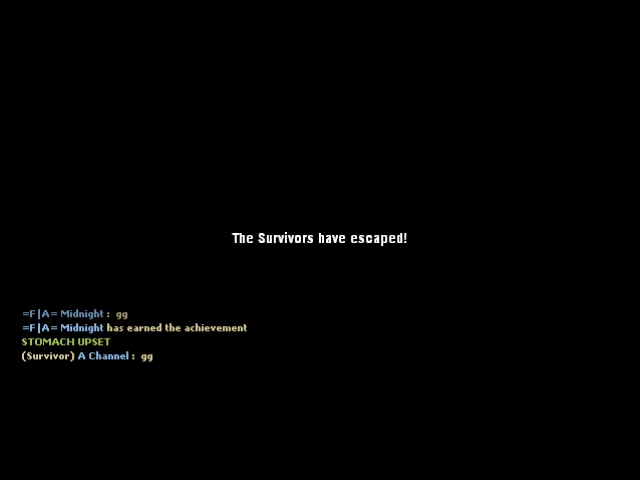 The Survivors have escaped!
=F|A= Midnight :  gg
=F|A= Midnight has earned the achievement
STOMACH UPSET
(Survivor) A Channel :  gg